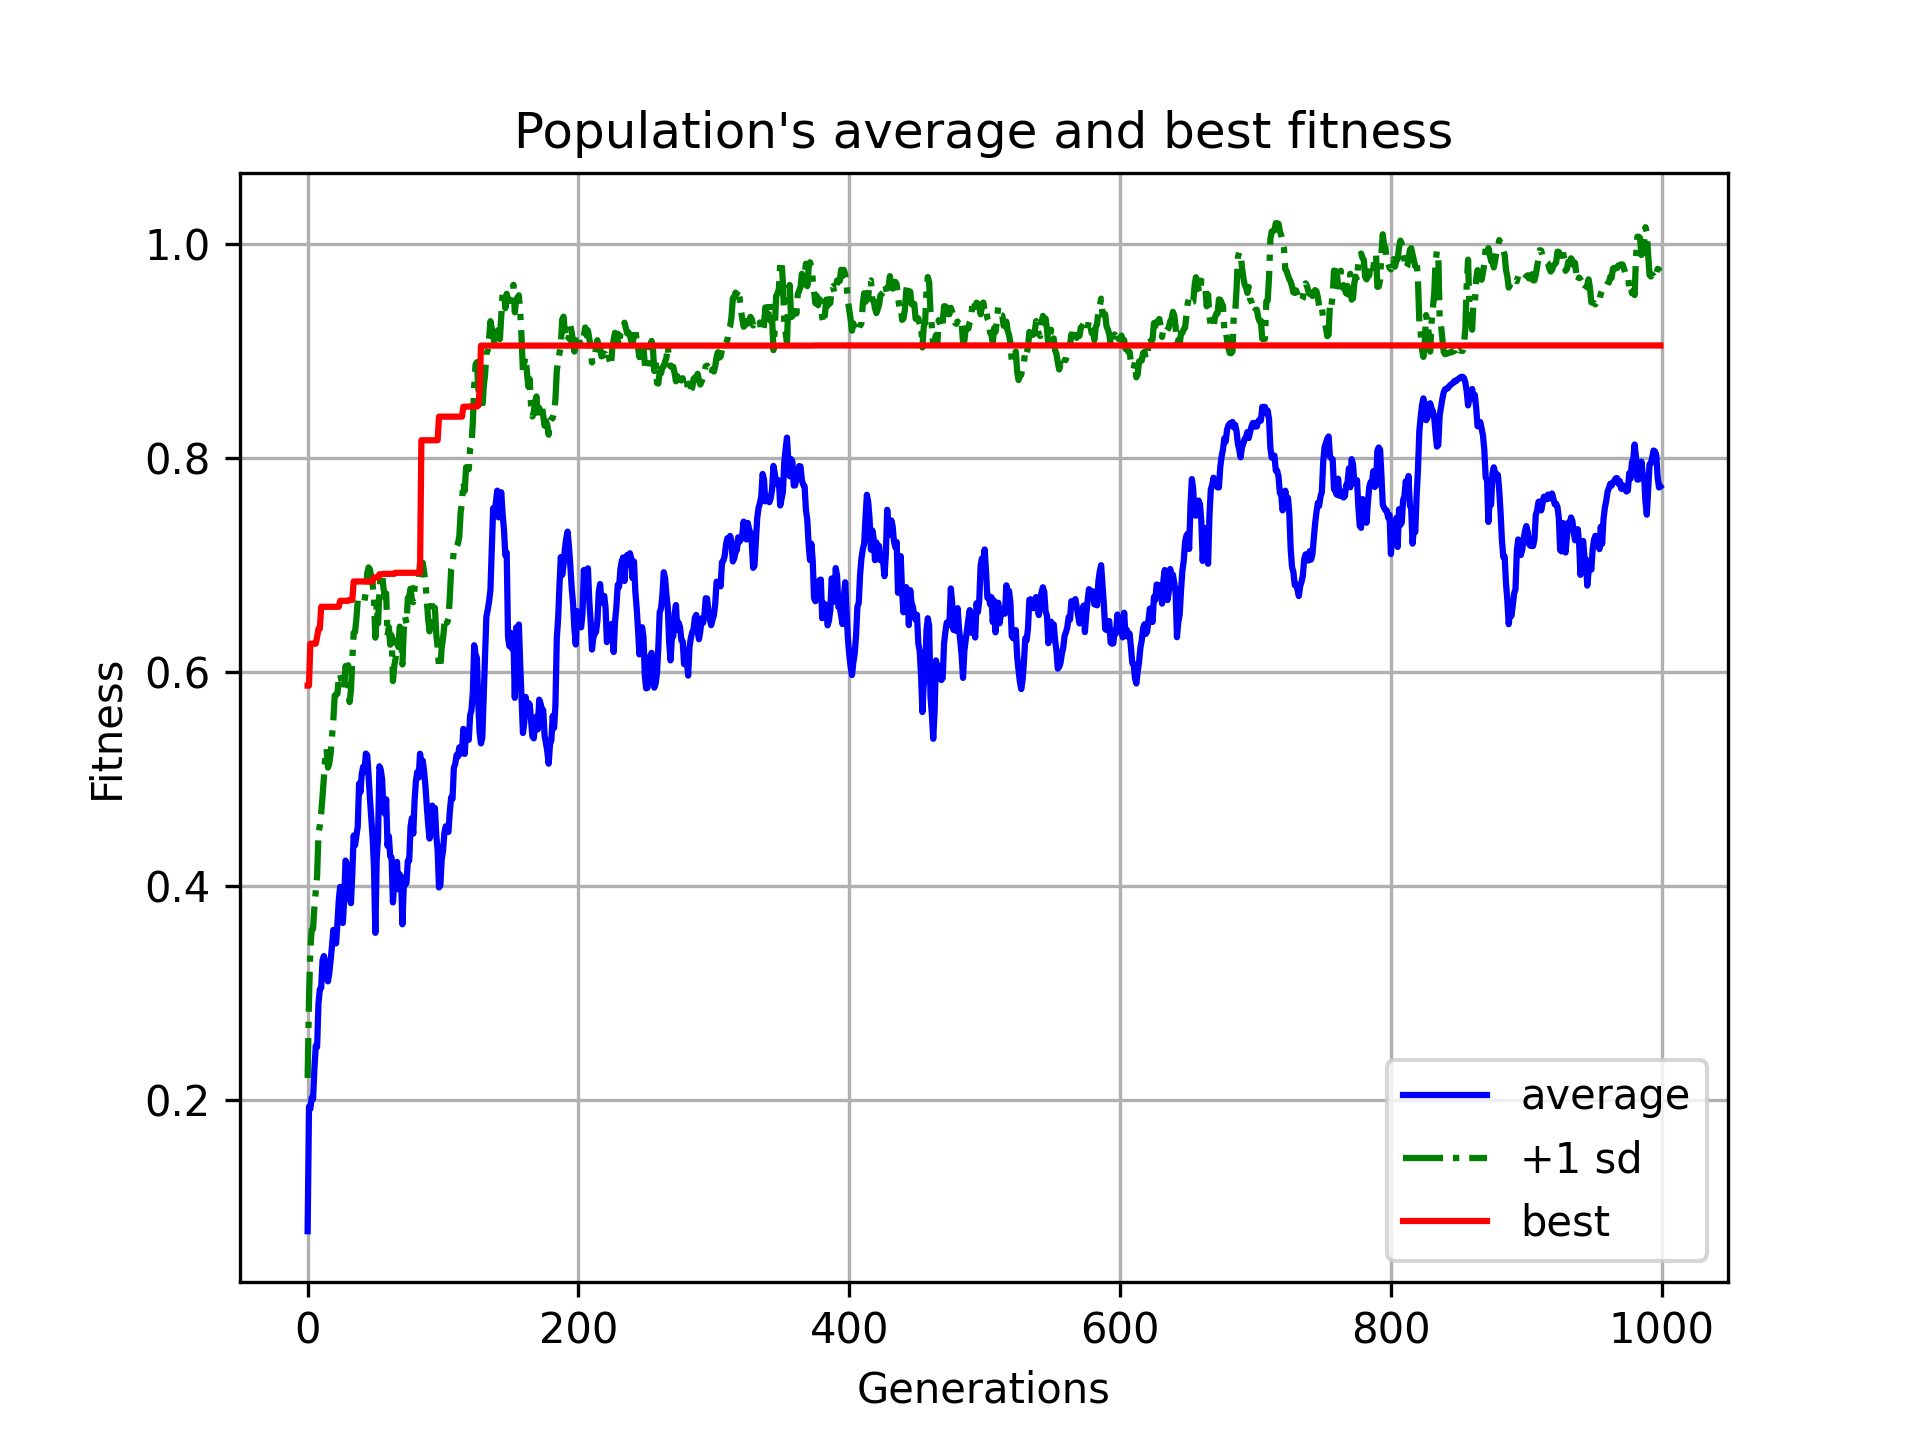 Population's average and best fitness
Fitness
1.0
0.8
0.6
0.4
0.2
0 200 400 600 800 1000
Generations
average
+1 sd
best